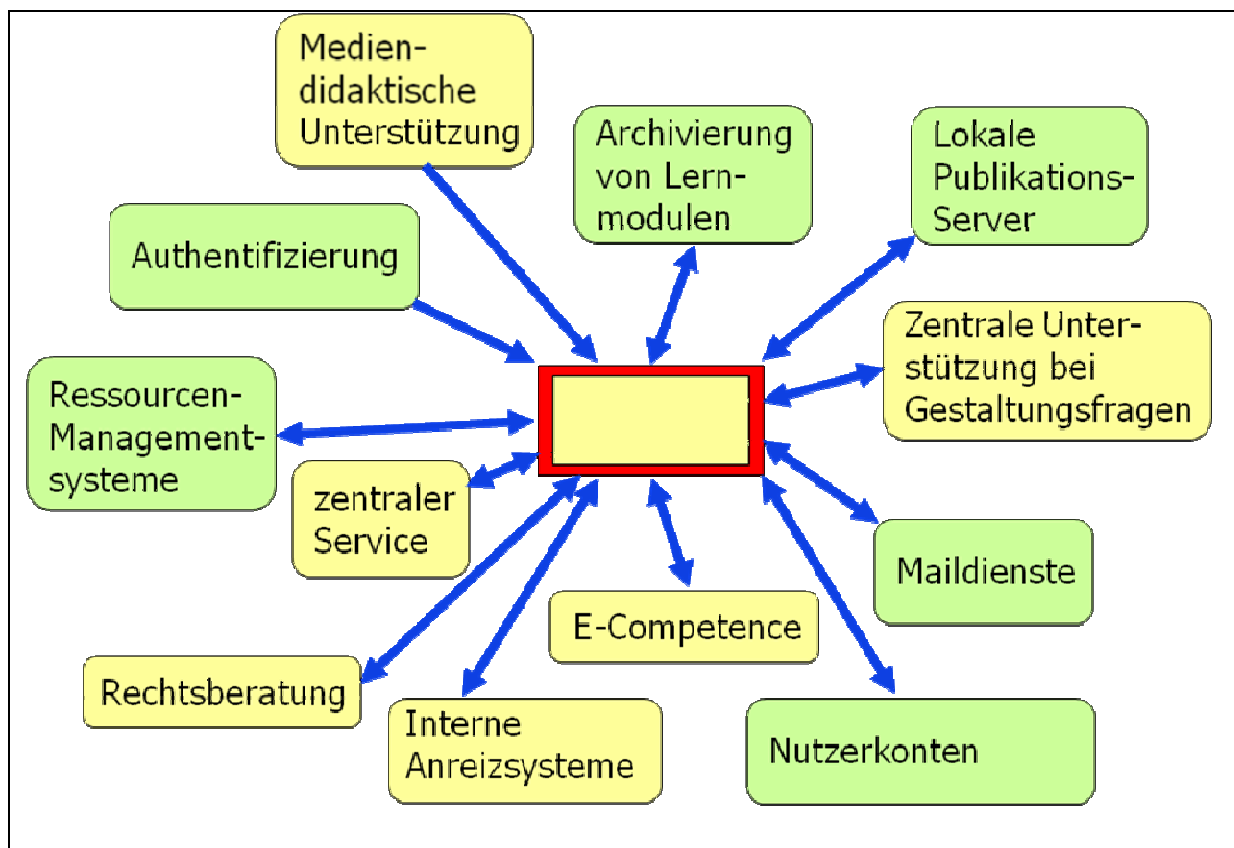 Medien-
didaktische
Unterstützung
Archivierung
von Lern-
modulen
Lokale
Publikations-
Server
Authentifizierung
Zentrale Unter-
stützung bei
Gestaltungsfragen
Ressourcen-
Management-
systeme
zentraler
Service
Maildienste
E-Competence
Rechtsberatung
Interne
Anreizsysteme
Nutzerkonten